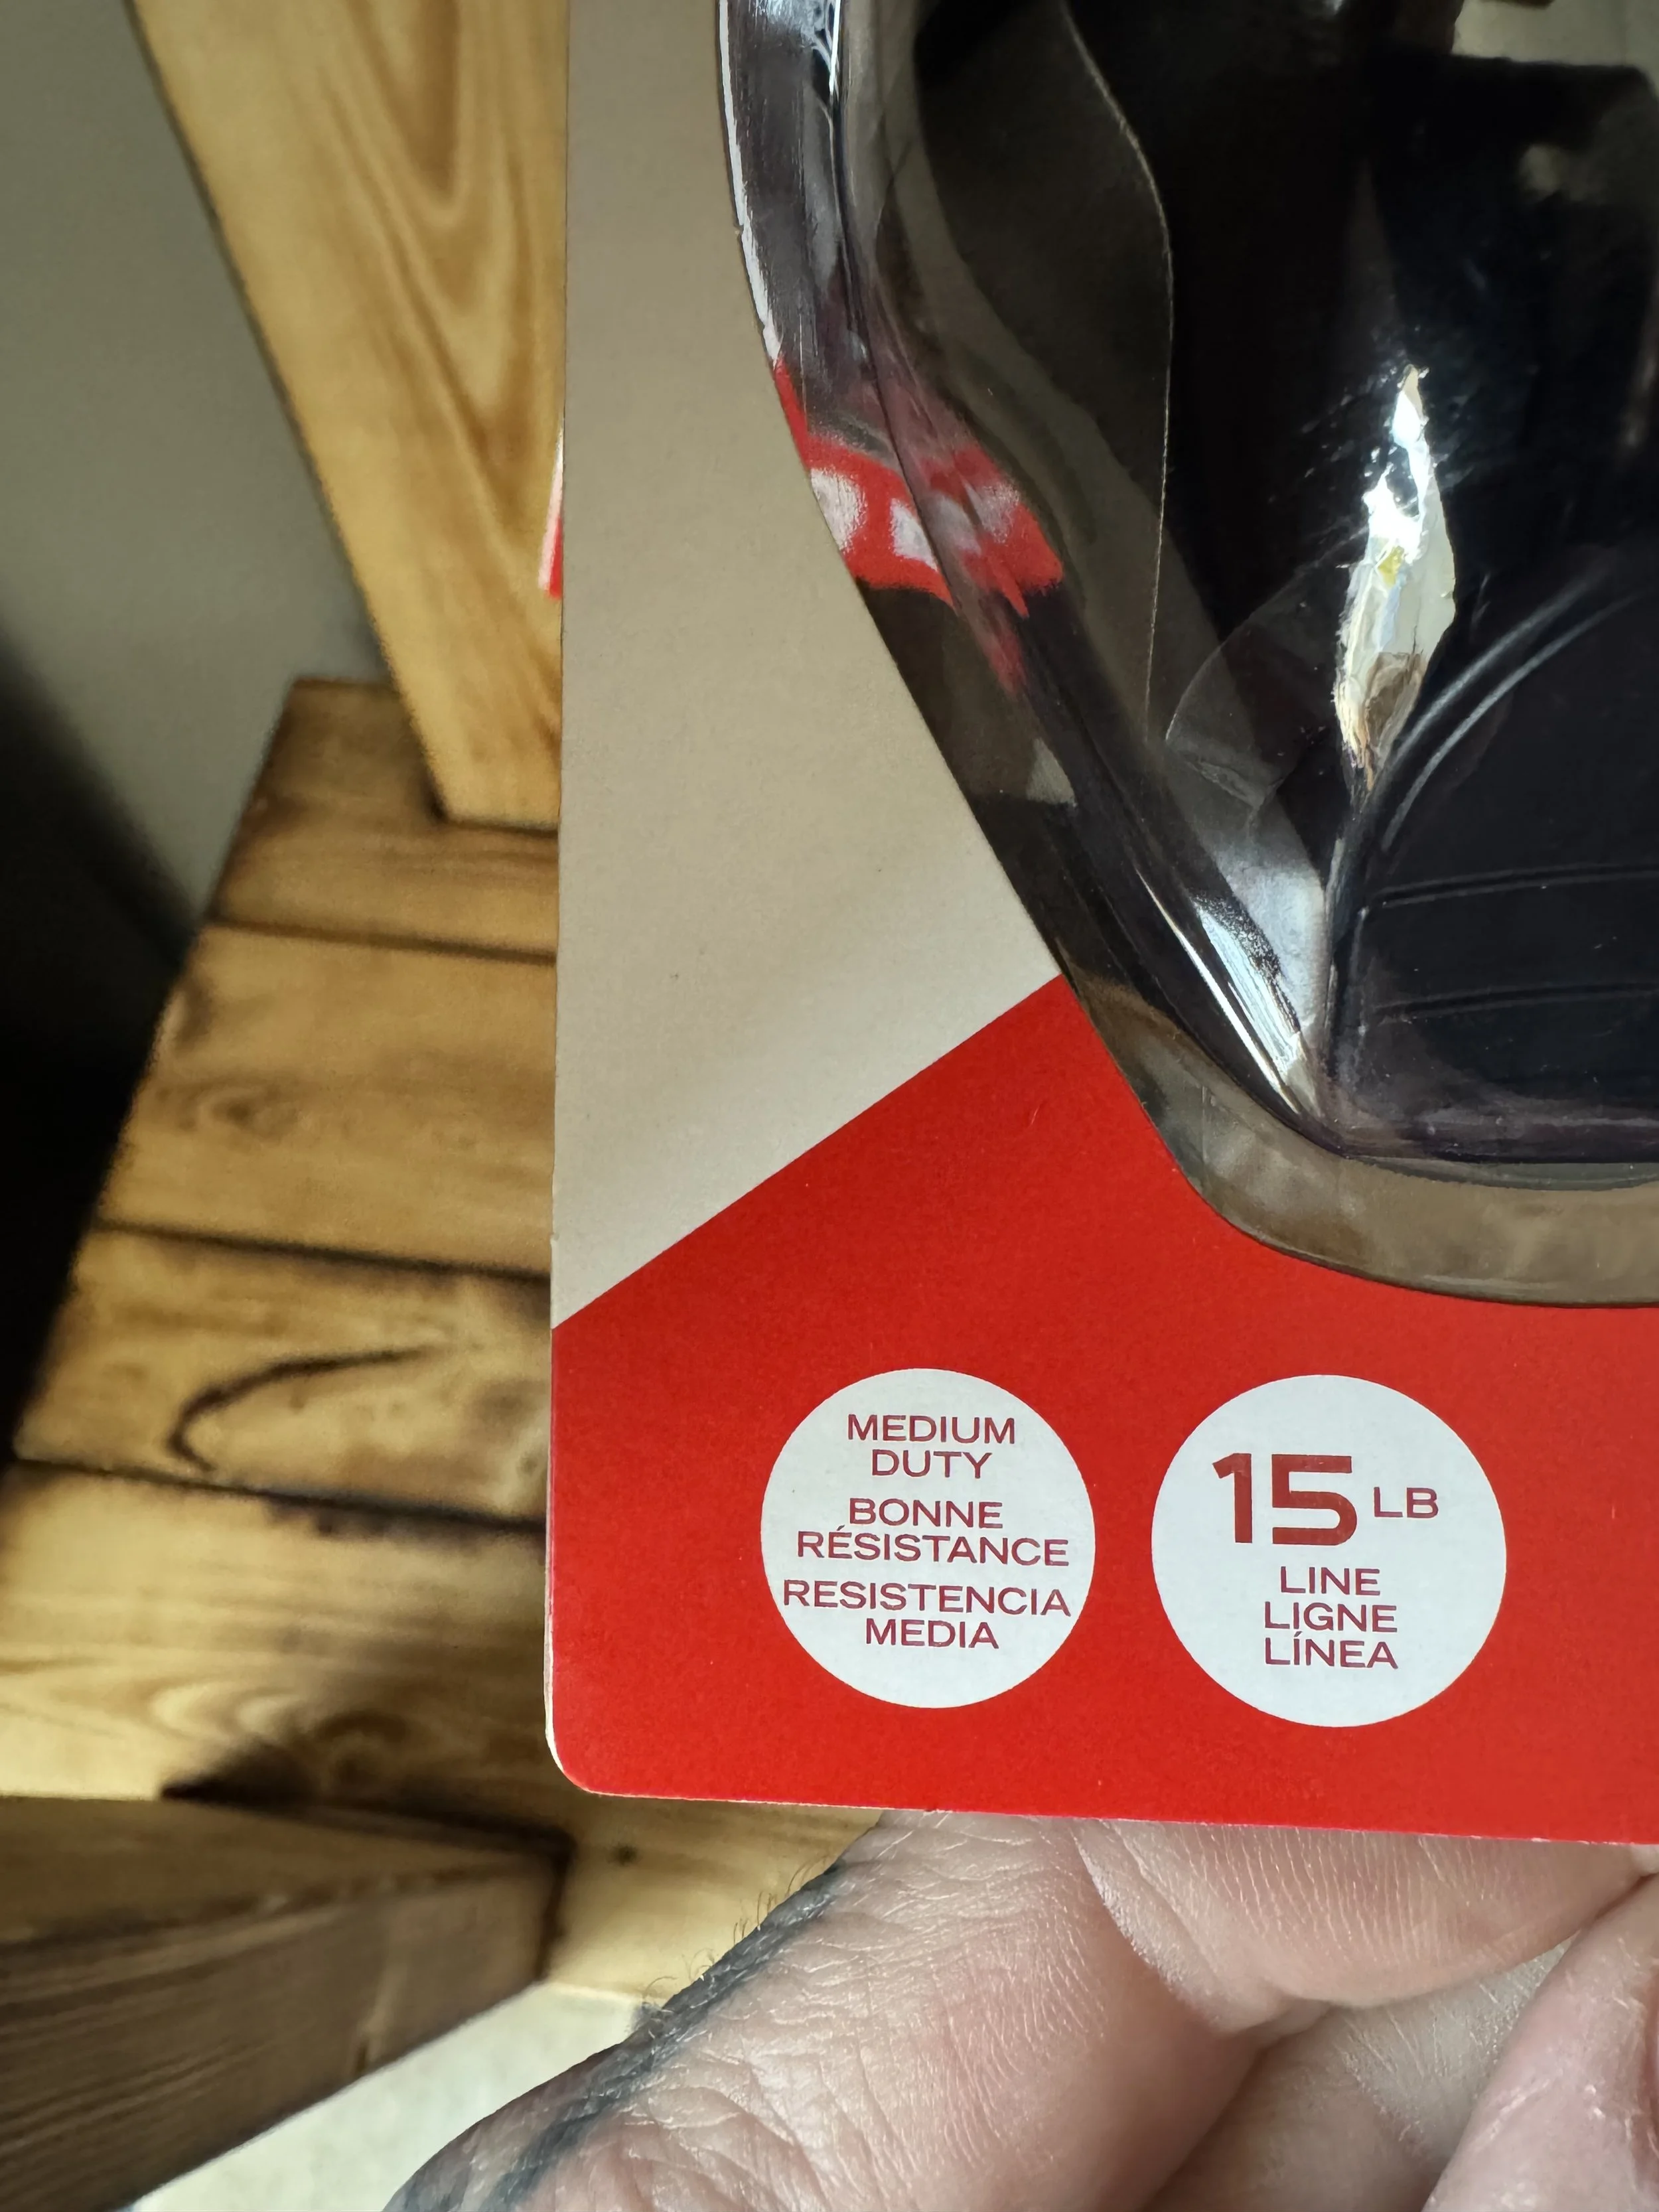 MEDIUM
DUTY
BONNE
RÉSISTANCE
RESISTENCIA
MEDIA
15 LB
LINE
LIGNE
LÍNEA